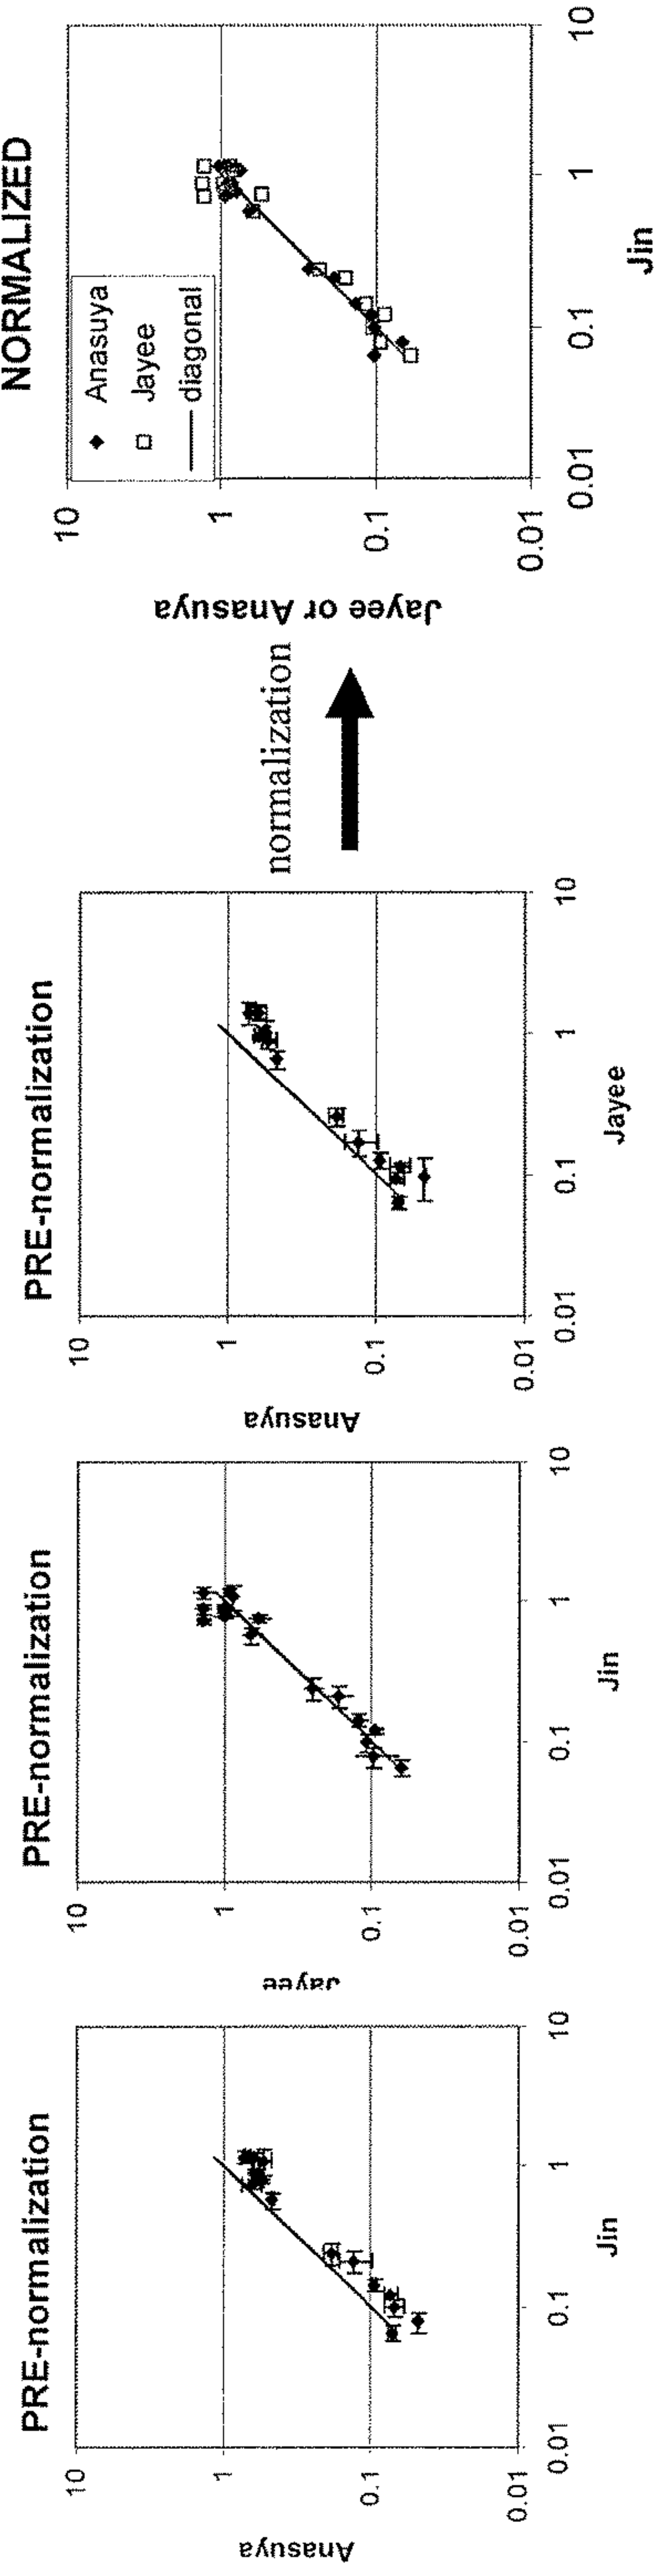 PRE-normalization
10
1
0.1
0.01
Anasuya
0.01
0.1
1
10
Jin
PRE-normalization
10
1
0.1
0.01
Jayee
0.01
0.1
1
10
Jin
PRE-normalization
10
1
0.1
0.01
Anasuya
0.01
0.1
1
10
Jayee
normalization
NORMALIZED
10
1
0.1
0.01
Jayee or Anasuya
Anasuya
Jayee
diagonal
0.01
0.1
1
10
Jin